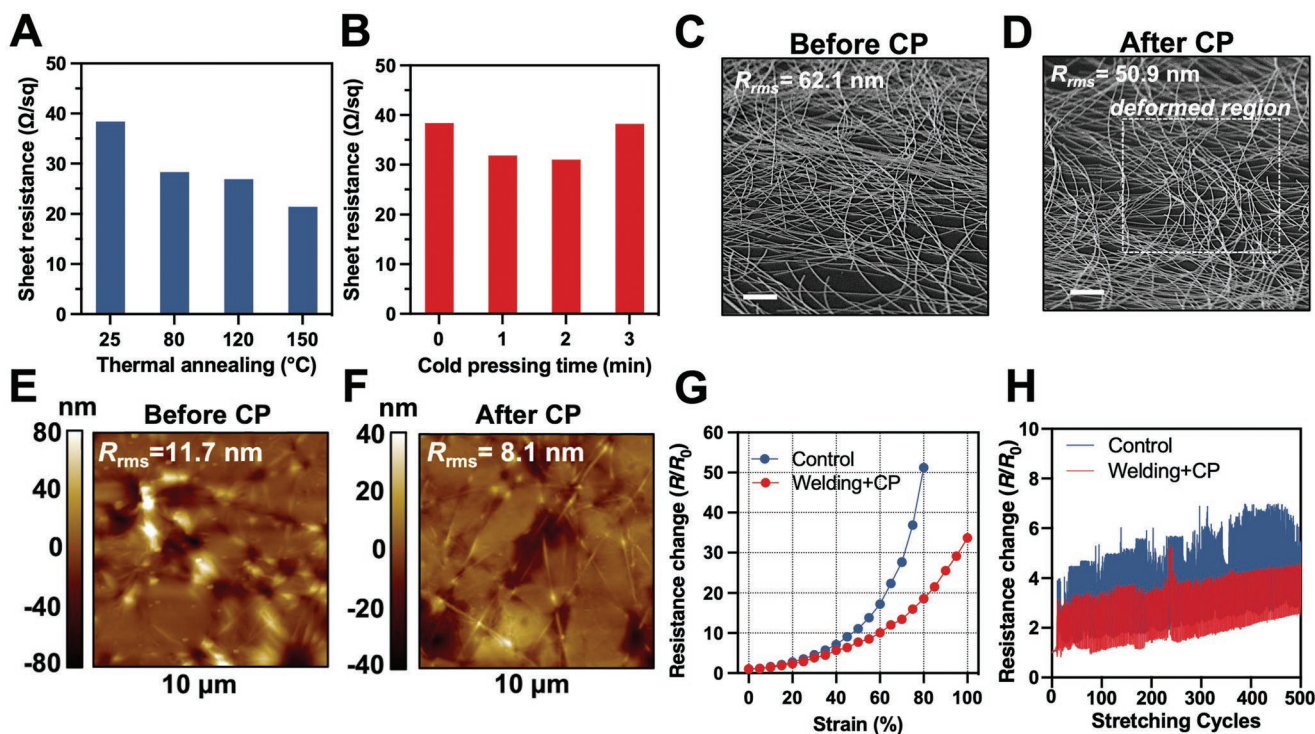 A
Sheet resistance (Ω/sq)
50
40
30
20
10
0
25 80 120 150
Thermal annealing (°C)
B
Sheet resistance (Ω/sq)
50
40
30
20
10
0
0 1 2 3
Cold pressing time (min)
C
Before CP
Rrms= 62.1 nm
D
After CP
Rrms= 50.9 nm
deformed region
E
nm
Before CP
80
40
0
-40
-80
Rrms=11.7 nm
10 µm
F
nm
After CP
40
20
0
-20
-40
Rrms= 8.1 nm
10 µm
G
Resistance change (R/R0)
60
50
40
30
20
10
0
Control
Welding+CP
0 20 40 60 80 100
Strain (%)
H
Resistance change (R/R0)
10
8
6
4
2
0
Control
Welding+CP
0 100 200 300 400 500
Stretching Cycles